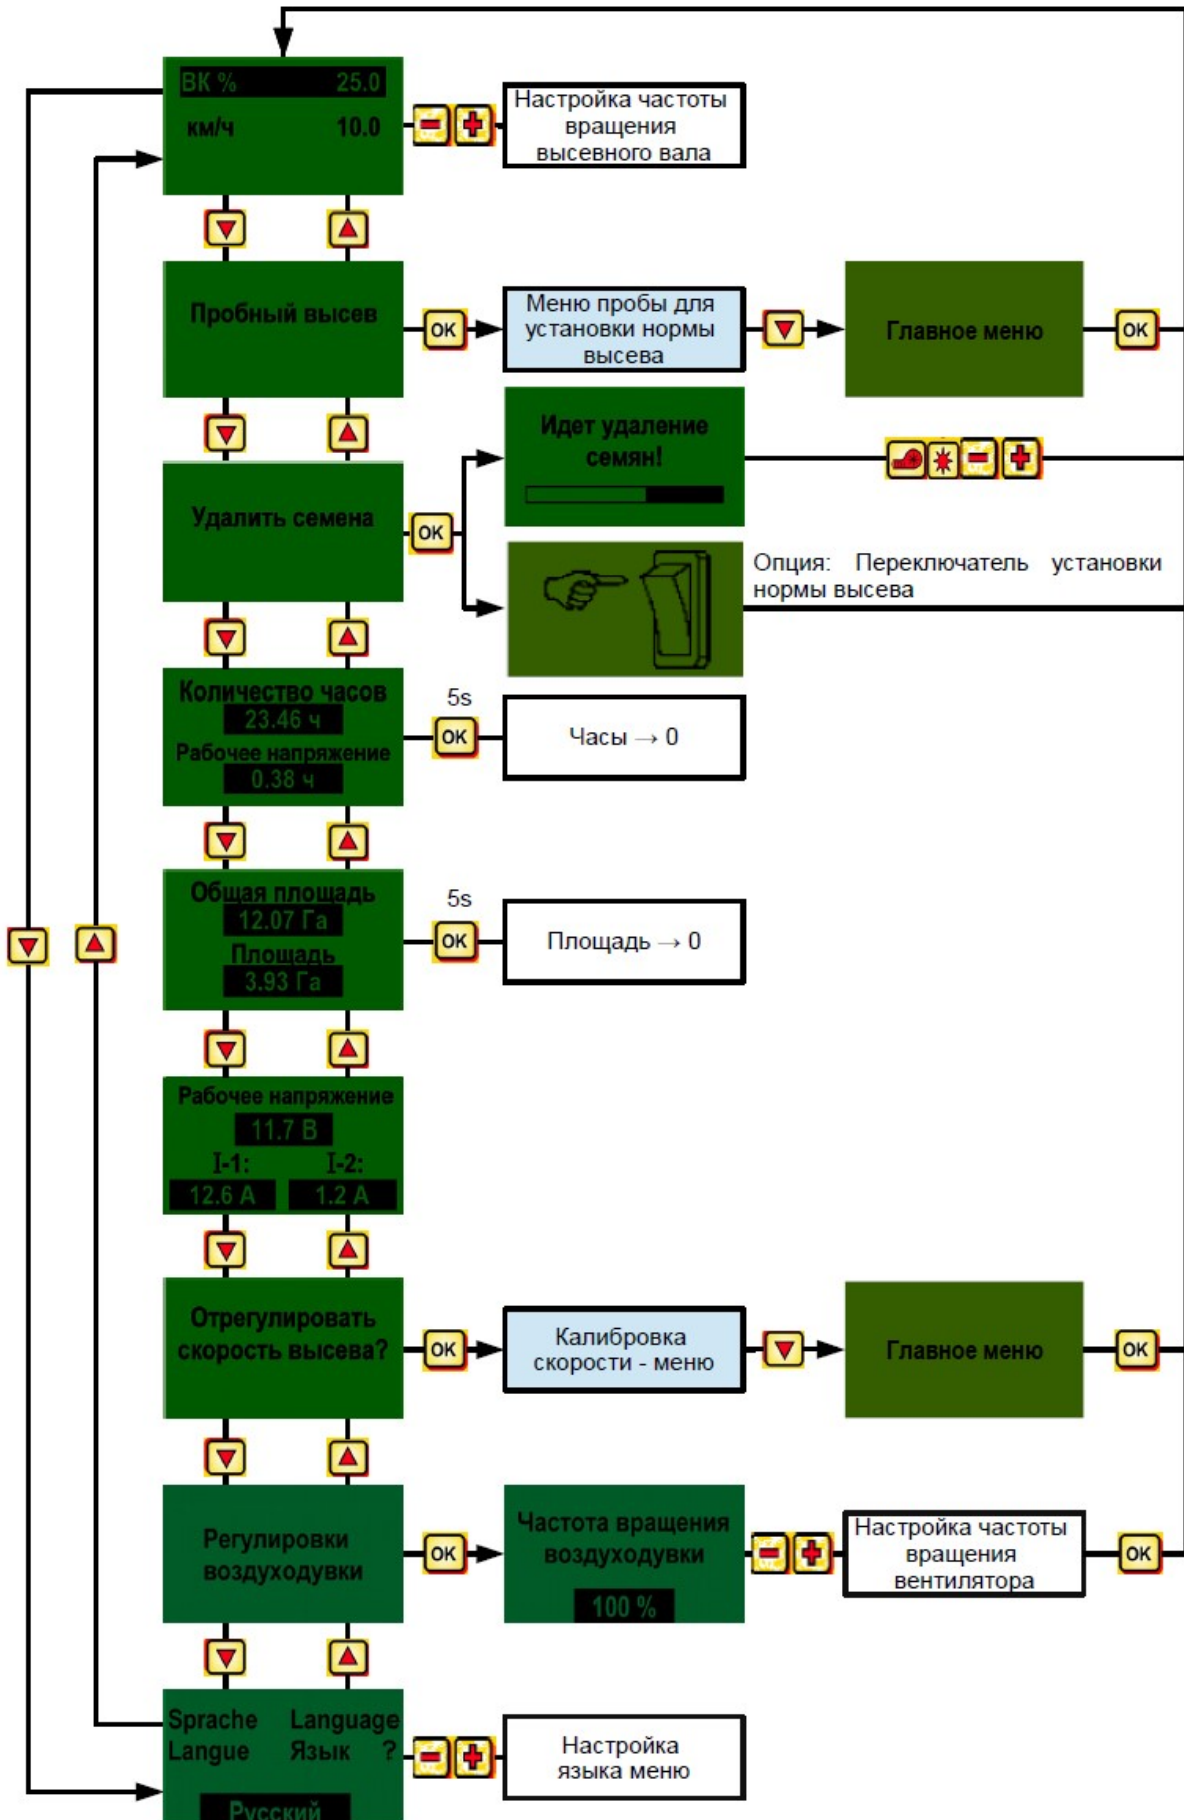 ВК % 25.0
км/ч 10.0
Настройка частоты
вращения
высевного вала
Пробный высев
OK
Меню пробы для
установки нормы
высева
Главное меню
OK
Удалить семена
OK
Идет удаление
семян!
Опция: Переключатель установки
нормы высева
Количество часов
23.46 ч
Рабочее напряжение
0.38 ч
5s
OK
Часы → 0
Общая площадь
12.07 Га
Площадь
3.93 Га
5s
OK
Площадь → 0
Рабочее напряжение
11.7 В
I-1: I-2:
12.6 А 1.2 А
Отрегулировать
скорость высева?
OK
Калибровка
скорости - меню
Главное меню
OK
Регулировки
воздуходувки
OK
Частота вращения
воздуходувки
100 %
Настройка частоты
вращения
вентилятора
OK
Sprache Language
Langue Язык ?
Русский
Настройка
языка меню